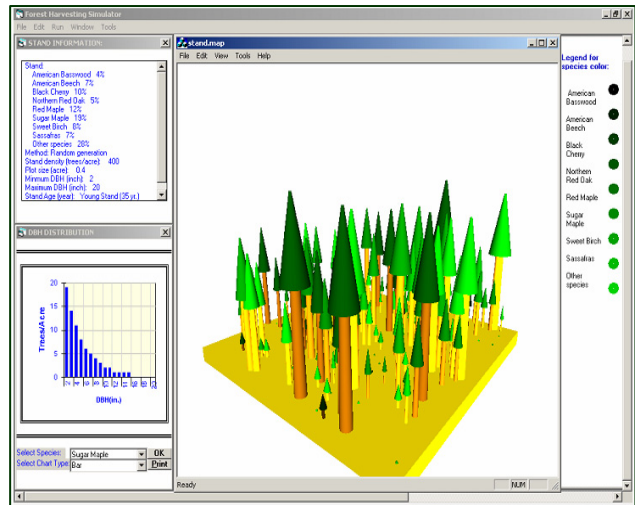 Forest Harvesting Simulator
File Edit Run Window Tools
STAND INFORMATION:
Stand:
American Basswood 4%
American Beech 7%
Black Cherry 10%
Northern Red Oak 5%
Red Maple 12%
Sugar Maple 19%
Sweet Birch 8%
Sassafras 7%
Other species 28%
Method: Random generation
Stand density (trees/acre): 400
Plot size (acre): 0.4
Minimum DBH (inch): 2
Maximum DBH (inch): 20
Stand Age (year): Young Stand (35 yr.)
DBH DISTRIBUTION
20
15
10
5
0
Trees/Acre
DBH(in.)
Select Species: Sugar Maple OK
Select Chart Type: Bar Print
stand.map
File Edit View Tools Help
Ready
NUM
Legend for
species color:
American
Basswood
American
Beech
Black
Cherry
Northern
Red Oak
Red Maple
Sugar
Maple
Sweet Birch
Sassafras
Other
species